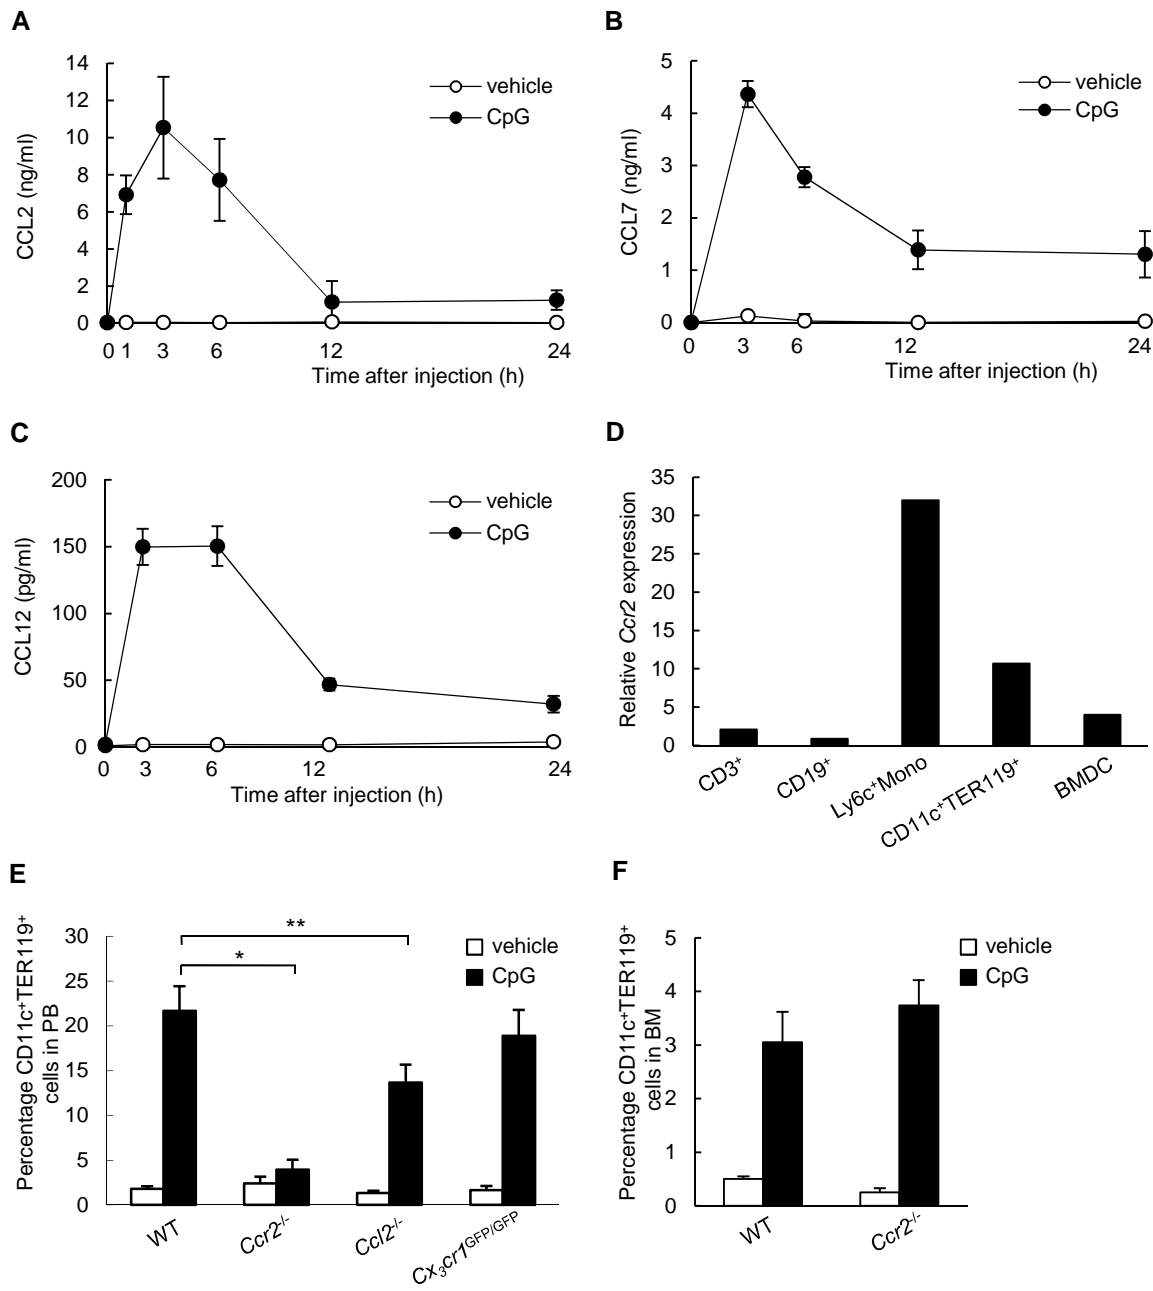 A
14
12
10
8
6
4
2
0
CCL2 (ng/ml)
vehicle
CpG
0 1 3 6 12 24
Time after injection (h)
B
5
4
3
2
1
0
CCL7 (ng/ml)
vehicle
CpG
0 3 6 12 24
Time after injection (h)
C
200
150
100
50
0
CCL12 (pg/ml)
vehicle
CpG
0 3 6 12 24
Time after injection (h)
D
35
30
25
20
15
10
5
0
Relative Ccr2 expression
CD3⁺
CD19⁺
Ly6c⁺Mono
CD11c⁺TER119⁺
BMDC
E
30
25
20
15
10
5
0
Percentage CD11c⁺TER119⁺
cells in PB
**
*
vehicle
CpG
WT
Ccr2⁻/⁻
Ccl2⁻/⁻
Cx₃cr1ᴳFP/GFP
F
5
4
3
2
1
0
Percentage CD11c⁺TER119⁺
cells in BM
vehicle
CpG
WT
Ccr2⁻/⁻